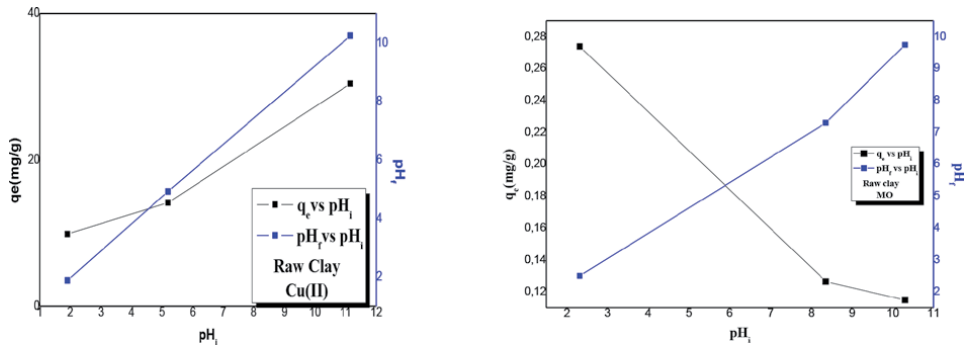 40
20
0
qe(mg/g)
1 2 3 4 5 6 7 8 9 10 11 12
pHi
10
8
6
4
2
pHf
qe vs pHi
pHf vs pHi
Raw Clay
Cu(II)
0,28
0,26
0,24
0,22
0,20
0,18
0,16
0,14
0,12
qe(mg/g)
2 3 4 5 6 7 8 9 10 11
pHi
10
9
8
7
6
5
4
3
2
pHf
qe vs pHi
pHf vs pHi
Raw clay
MO